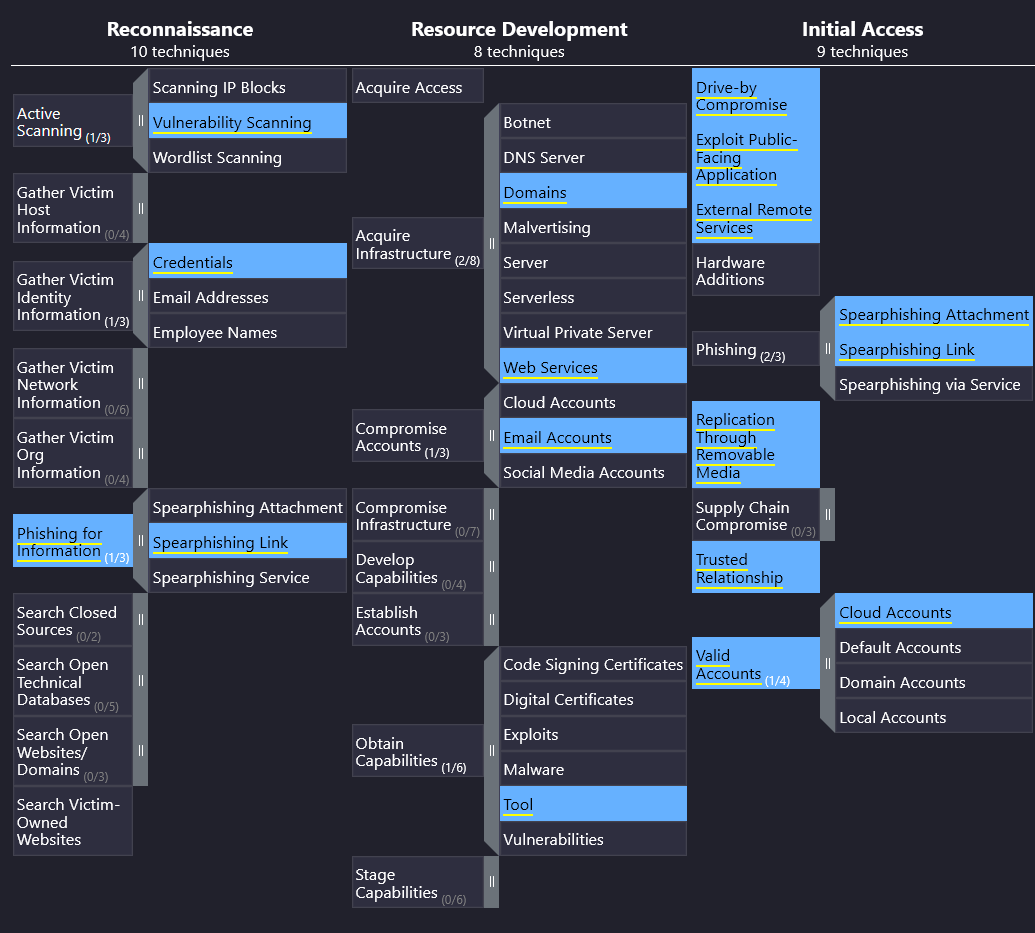 Reconnaissance
10 techniques
Active
Scanning (1/3)
Scanning IP Blocks
Vulnerability Scanning
Wordlist Scanning
Gather Victim
Host
Information (0/4)
Gather Victim
Identity
Information (1/3)
Credentials
Email Addresses
Employee Names
Gather Victim
Network
Information (0/6)
Gather Victim
Org
Information (0/4)
Phishing for
Information (1/3)
Spearphishing Attachment
Spearphishing Link
Spearphishing Service
Search Closed
Sources (0/2)
Search Open
Technical
Databases (0/5)
Search Open
Websites/
Domains (0/3)
Search Victim-
Owned
Websites
Resource Development
8 techniques
Acquire Access
Acquire
Infrastructure (2/8)
Botnet
DNS Server
Domains
Malvertising
Server
Serverless
Virtual Private Server
Web Services
Compromise
Accounts (1/3)
Cloud Accounts
Email Accounts
Social Media Accounts
Compromise
Infrastructure (0/7)
Develop
Capabilities (0/4)
Establish
Accounts (0/3)
Obtain
Capabilities (1/6)
Code Signing Certificates
Digital Certificates
Exploits
Malware
Tool
Vulnerabilities
Stage
Capabilities (0/6)
Initial Access
9 techniques
Drive-by
Compromise
Exploit Public-
Facing
Application
External Remote
Services
Hardware
Additions
Phishing (2/3)
Spearphishing Attachment
Spearphishing Link
Spearphishing via Service
Replication
Through
Removable
Media
Supply Chain
Compromise (0/3)
Trusted
Relationship
Valid
Accounts (1/4)
Cloud Accounts
Default Accounts
Domain Accounts
Local Accounts